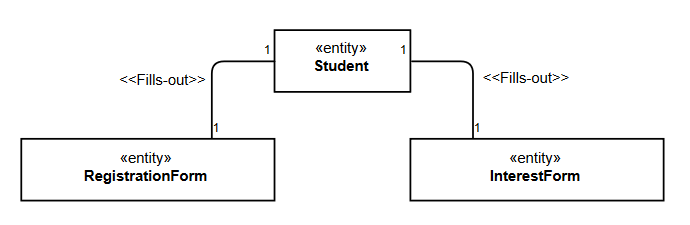 1
«entity»
1
Student
<<Fills-out>>
<<Fills-out>>
1
1
«entity»
RegistrationForm
«entity»
InterestForm